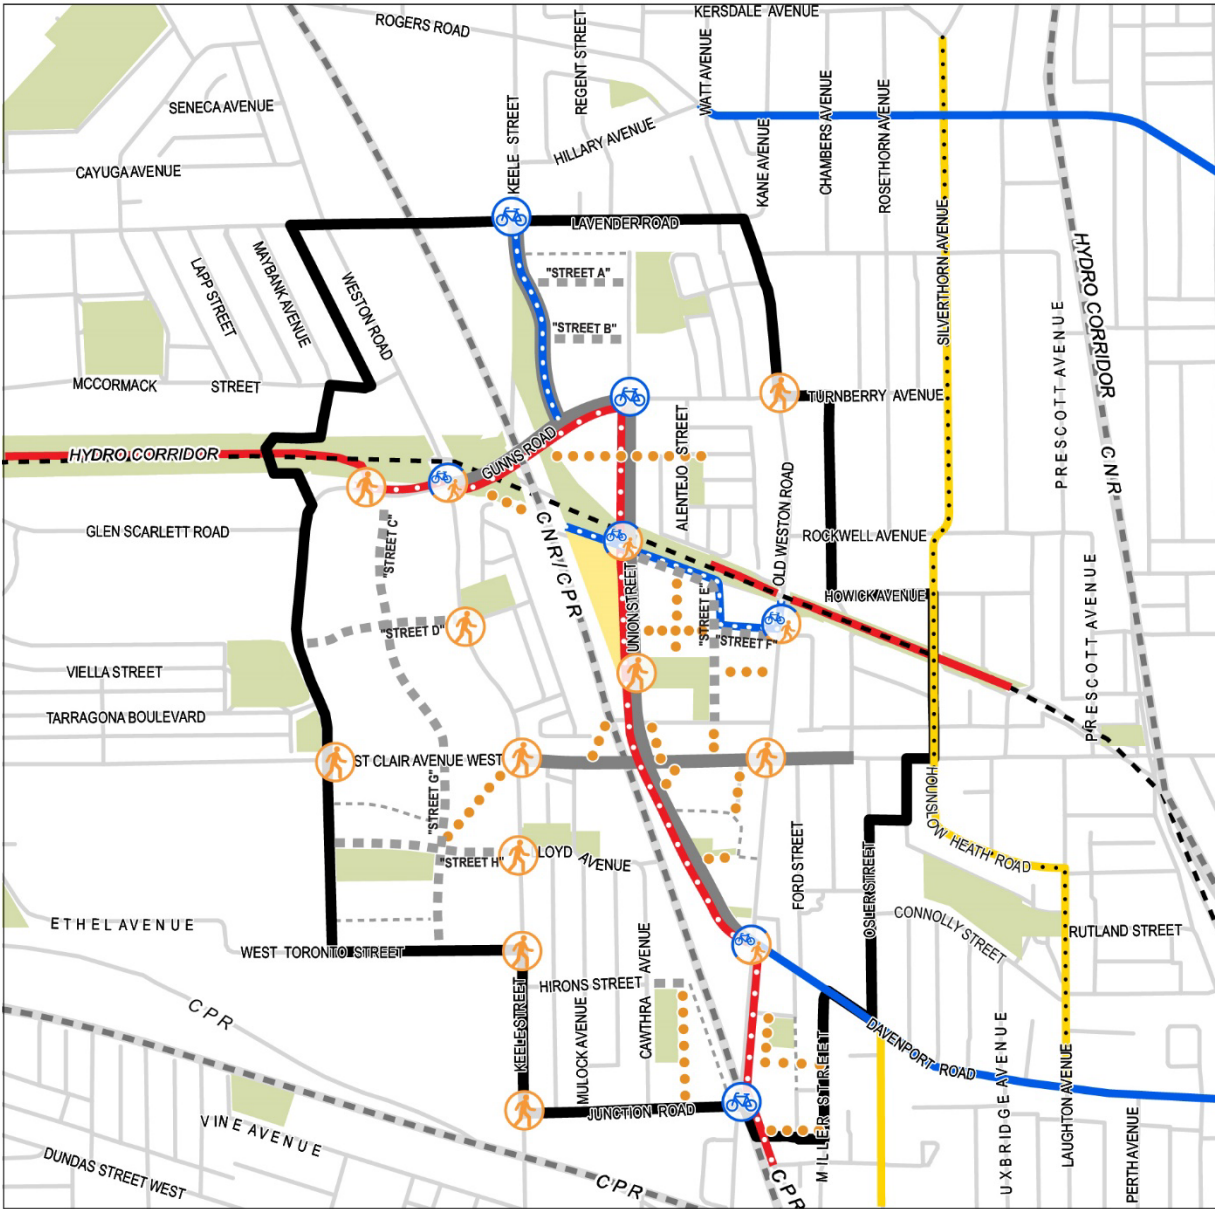 KERSDALE AVENUE
ROGERS ROAD
REGENT STREET
WATT AVENUE
SENECA AVENUE
KEELE STREET
HILLARY AVENUE
KANE AVENUE
CHAMBERS AVENUE
ROSETHORN AVENUE
CAYUGA AVENUE
LAVENDER ROAD
MAYBANK AVENUE
LAPP STREET
WESTON ROAD
"STREET A"
SILVERTHORN AVENUE
HYDRO CORRIDOR
"STREET B"
PRESCOTT AVENUE
MCCORMACK STREET
TURNBERRY AVENUE
ALENTEJO STREET
HYDRO CORRIDOR
GUNNS ROAD
C N R
OLD WESTON ROAD
GLEN SCARLETT ROAD
"STREET C"
CNR / CPR
ROCKWELL AVENUE
HOWICK AVENUE
UNION STREET
"STREET E"
"STREET D"
"STREET F"
PRESCOTT AVENUE
VIELLA STREET
TARRAGONA BOULEVARD
ST CLAIR AVENUE WEST
"STREET G"
HOUNSLOW HEATH ROAD
"STREET H"
LLOYD AVENUE
FORD STREET
OSLER STREET
CONNOLLY STREET
ETHEL AVENUE
RUTLAND STREET
WEST TORONTO STREET
KEELE STREET
HIRONS STREET
MULOCK AVENUE
CAWTHRA AVENUE
CPR
DAVENPORT ROAD
MILLER STREET
UXBRIDGE AVENUE
LAUGHTON AVENUE
PERTH AVENUE
JUNCTION ROAD
VINE AVENUE
DUNDAS STREET WEST
CPR
CPR